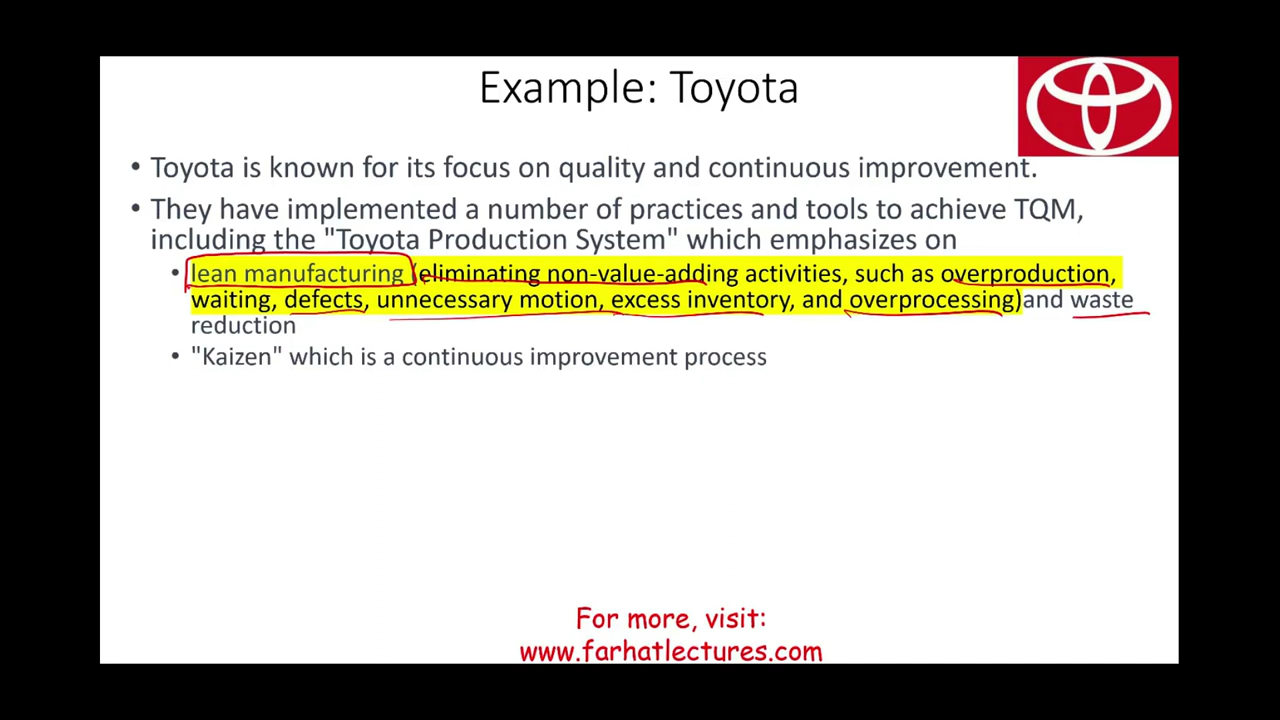 Example: Toyota
• Toyota is known for its focus on quality and continuous improvement.
• They have implemented a number of practices and tools to achieve TQM,
including the "Toyota Production System" which emphasizes on
• lean manufacturing (eliminating non-value-adding activities, such as overproduction,
waiting, defects, unnecessary motion, excess inventory, and overprocessing)and waste
reduction
• "Kaizen" which is a continuous improvement process
For more, visit:
www.farhatlectures.com